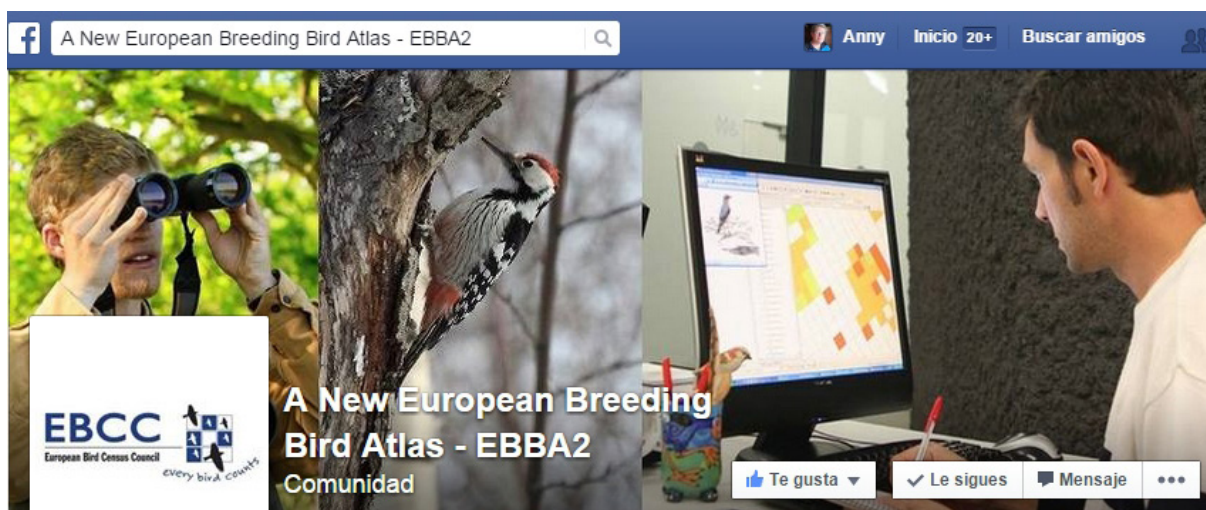 A New European Breeding Bird Atlas - EBBA2
Anny
Inicio 20+
Buscar amigos
EBCC
European Bird Census Council
every bird counts
A New European Breeding
Bird Atlas - EBBA2
Comunidad
Te gusta
Le sigues
Mensaje